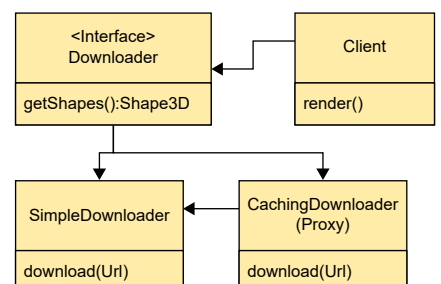 <Interface>
Downloader
getShapes():Shape3D
Client
render()
SimpleDownloader
download(Url)
CachingDownloader
(Proxy)
download(Url)